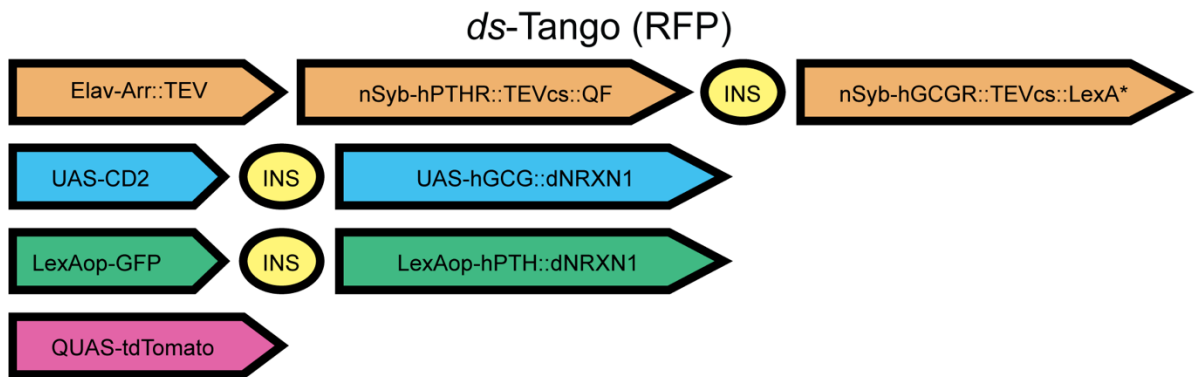 ds-Tango (RFP)
Elav-Arr::TEV nSyb-hPTHR::TEVcs::QF INS nSyb-hGCGR::TEVcs::LexA*
UAS-CD2 INS UAS-hGCG::dNRXN1
LexAop-GFP INS LexAop-hPTH::dNRXN1
QUAS-tdTomato